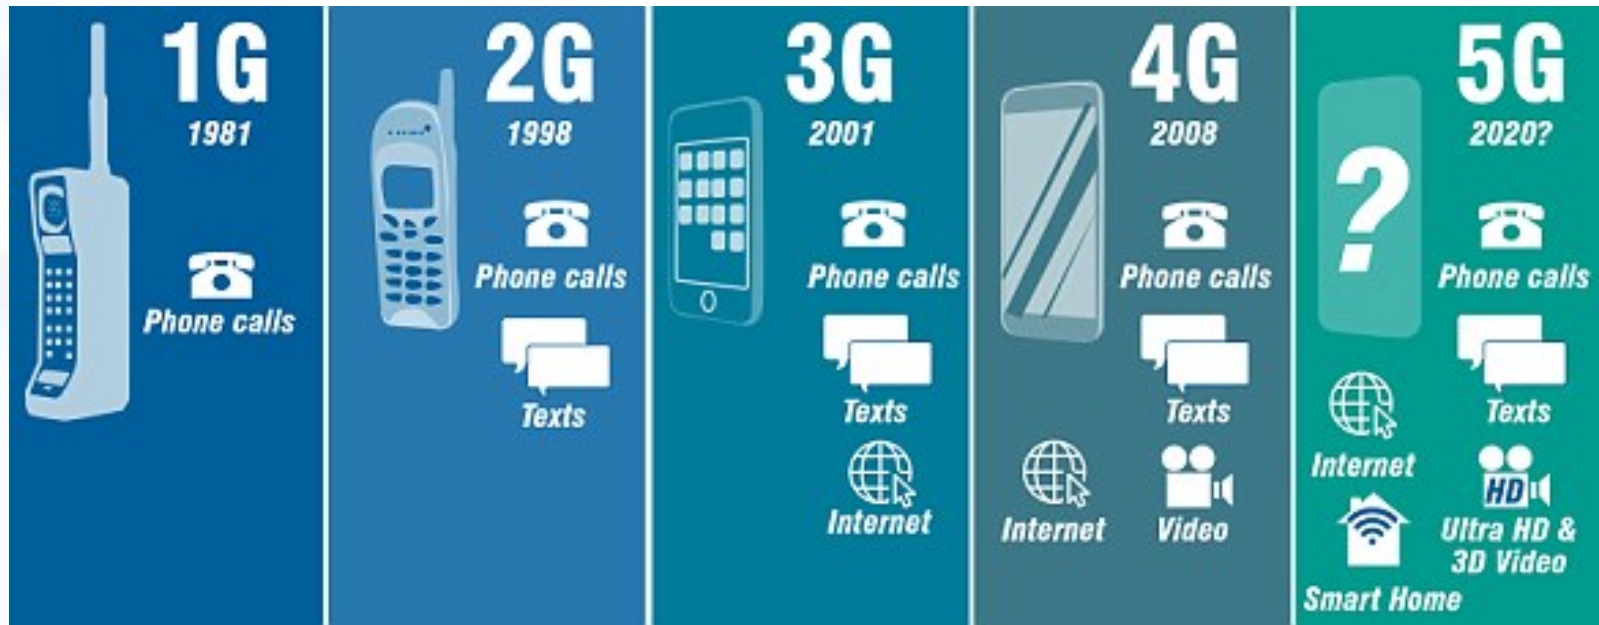 1G
1981
Phone calls
2G
1998
Phone calls
Texts
3G
2001
Phone calls
Texts
Internet
4G
2008
Phone calls
Texts
Internet
Video
5G
2020?
?
Phone calls
Texts
Internet
HD
Ultra HD &
3D Video
Smart Home